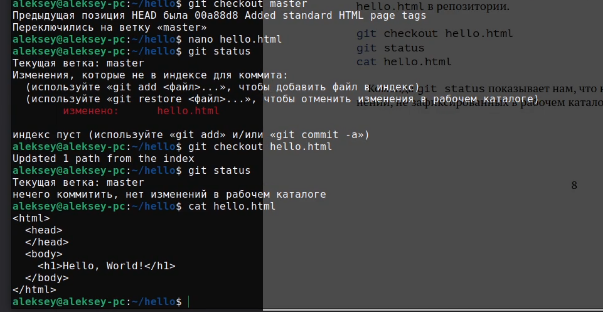 aleksey@aleksey-pc:~/hello$ git checkout master
Предыдущая позиция HEAD была 00a88d8 Added standard HTML page tags
Переключились на ветку «master»
aleksey@aleksey-pc:~/hello$ nano hello.html
aleksey@aleksey-pc:~/hello$ git status
Текущая ветка: master
Изменения, которые не в индексе для коммита:
  (используйте «git add <файл>...», чтобы добавить файл в индекс)
  (используйте «git restore <файл>...», чтобы отменить изменения в рабочем каталоге)
        изменено:      hello.html

индекс пуст (используйте «git add» и/или «git commit -a»)
aleksey@aleksey-pc:~/hello$ git checkout hello.html
Updated 1 path from the index
aleksey@aleksey-pc:~/hello$ git status
Текущая ветка: master
нечего коммитить, нет изменений в рабочем каталоге
aleksey@aleksey-pc:~/hello$ cat hello.html
<html>
  <head>
  </head>
  <body>
    <h1>Hello, World!</h1>
  </body>
</html>
aleksey@aleksey-pc:~/hello$
hello.html в репозитории.
git checkout hello.html
git status
cat hello.html
git status показывает нам, что
в рабочем
8